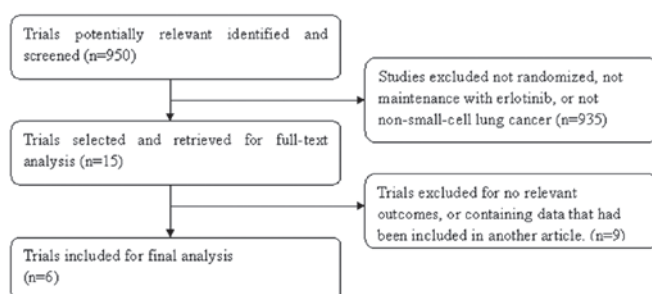 Trials potentially relevant identified and
screened (n=950)
Studies excluded not randomized, not
maintenance with erlotinib, or not
non-small-cell lung cancer (n=935)
Trials selected and retrieved for full-text
analysis (n=15)
Trials excluded for no relevant
outcomes, or containing data that had
been included in another article. (n=9)
Trials included for final analysis
(n=6)